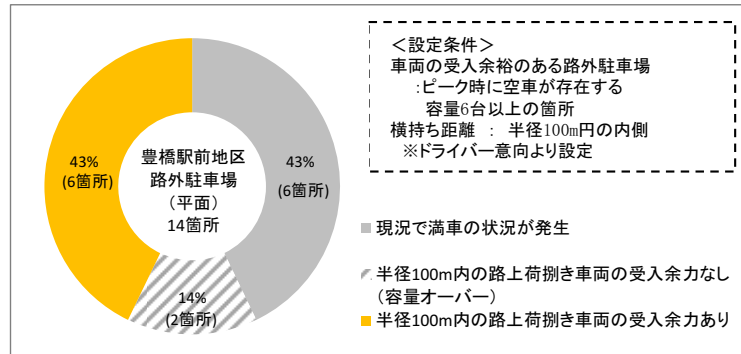 ＜設定条件＞
車両の受入余裕のある路外駐車場
：ピーク時に空車が存在する
容量6台以上の箇所
横持ち距離 ： 半径100m円の内側
※ドライバー意向より設定
43%
(6箇所)
豊橋駅前地区
路外駐車場
（平面）
14箇所
43%
(6箇所)
14%
(2箇所)
現況で満車の状況が発生
半径100m内の路上荷捌き車両の受入余力なし
（容量オーバー）
半径100m内の路上荷捌き車両の受入余力あり